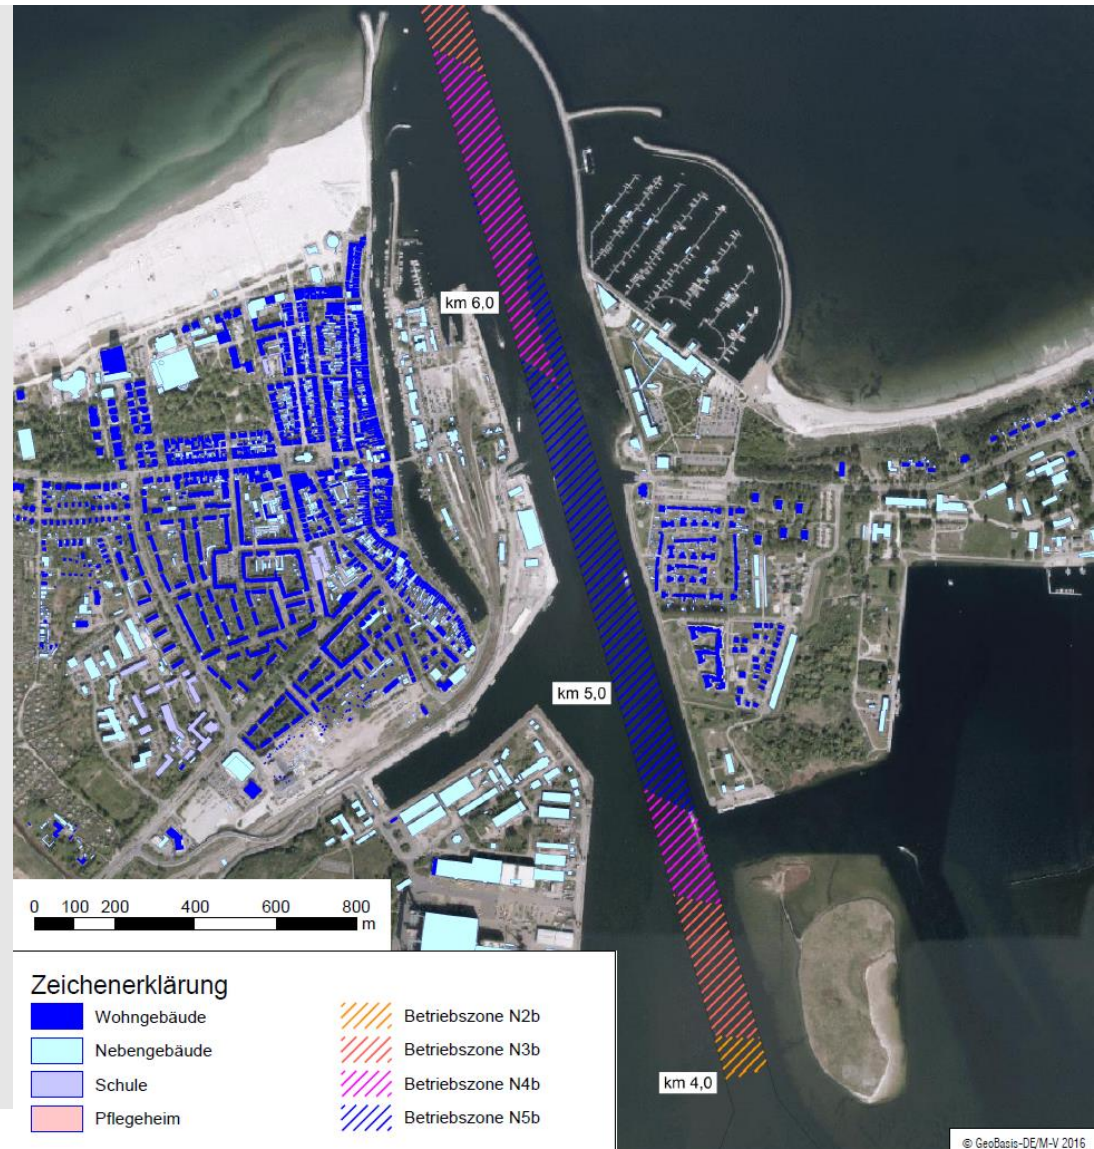 km 6,0
km 5,0
0 100 200 400 600 800
m
Zeichenerklärung
Wohngebäude
Nebengebäude
Schule
Pflegeheim
Betriebszone N2b
Betriebszone N3b
Betriebszone N4b
Betriebszone N5b
km 4,0
© GeoBasis-DE/M-V 2016